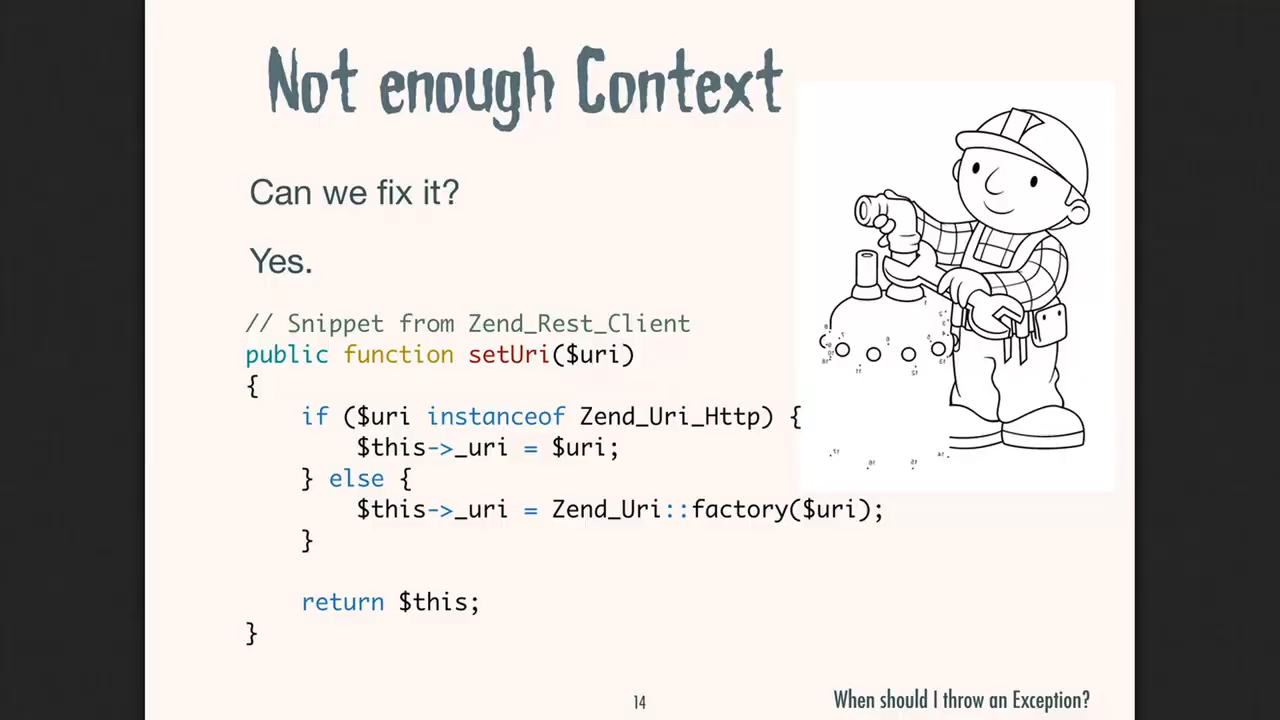 Not enough Context
Can we fix it?
Yes.
// Snippet from Zend_Rest_Client
public function setUri($uri)
{
    if ($uri instanceof Zend_Uri_Http) {
        $this->_uri = $uri;
    } else {
        $this->_uri = Zend_Uri::factory($uri);
    }

    return $this;
}
14
When should I throw an Exception?